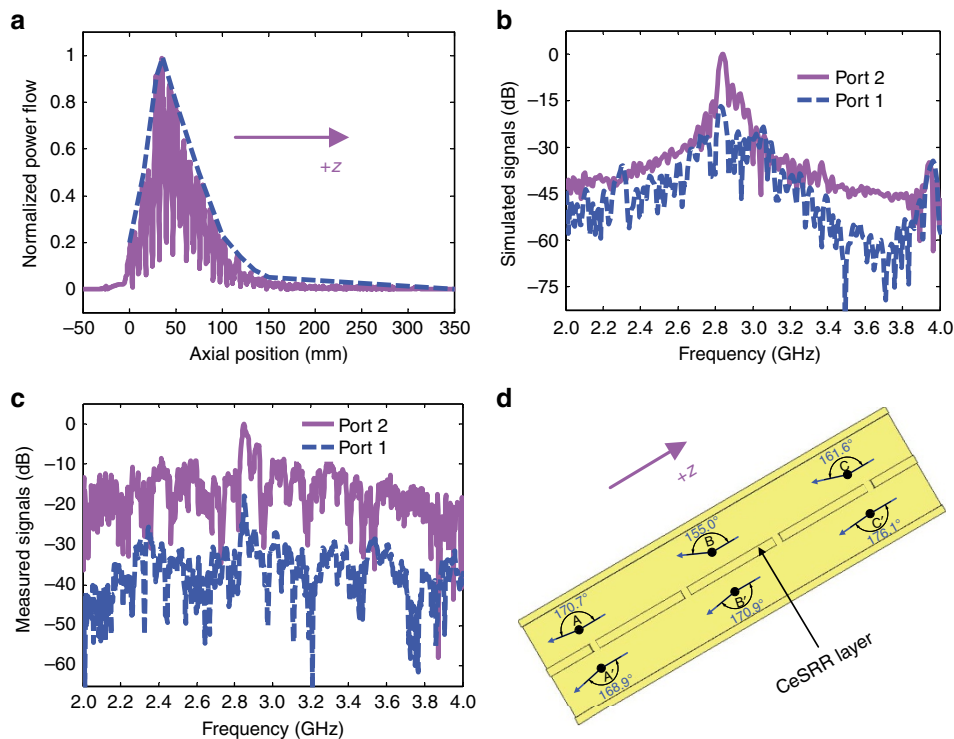 a
Normalized power flow
1
0.8
0.6
0.4
0.2
0
+z
−50 0 50 100 150 200 250 300 350
Axial position (mm)
b
Simulated signals (dB)
0
−15
−30
−45
−60
−75
Port 2
Port 1
2.0 2.2 2.4 2.6 2.8 3.0 3.2 3.4 3.6 3.8 4.0
Frequency (GHz)
c
Measured signals (dB)
0
−10
−20
−30
−40
−50
−60
Port 2
Port 1
2.0 2.2 2.4 2.6 2.8 3.0 3.2 3.4 3.6 3.8 4.0
Frequency (GHz)
d
+z
161.6°
C
155.0°
B
C′
176.1°
170.7°
A
B′
170.9°
A′
168.9°
CeSRR layer